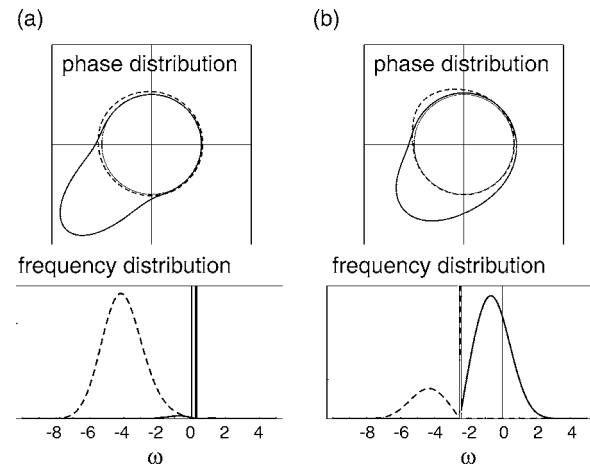 (a) (b)
phase distribution phase distribution
frequency distribution frequency distribution
-8 -6 -4 -2 0 2 4 -8 -6 -4 -2 0 2 4
ω ω